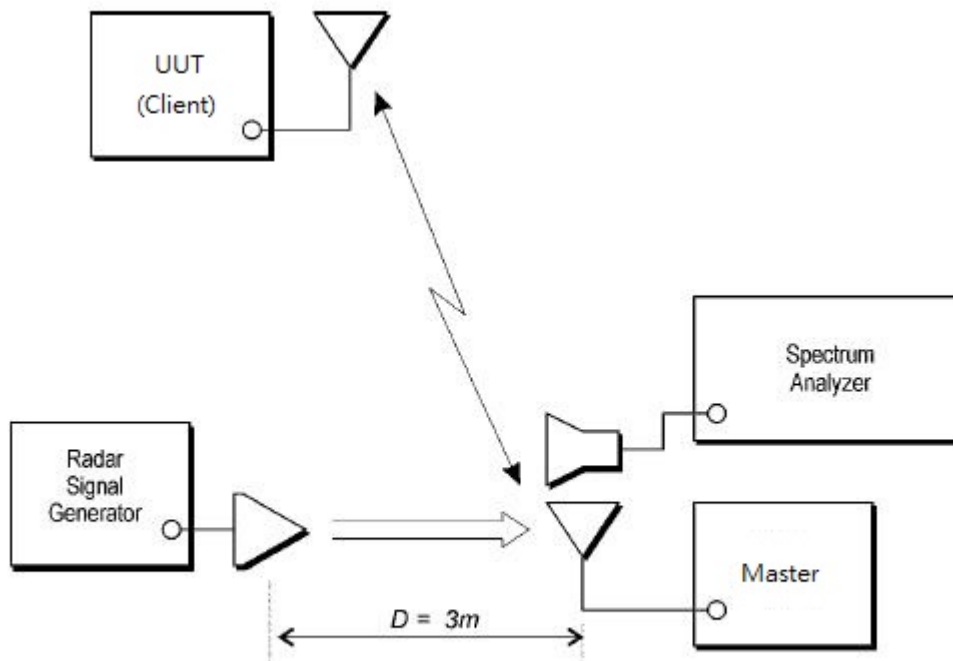 UUT
(Client)
Spectrum
Analyzer
Radar
Signal
Generator
Master
D = 3m